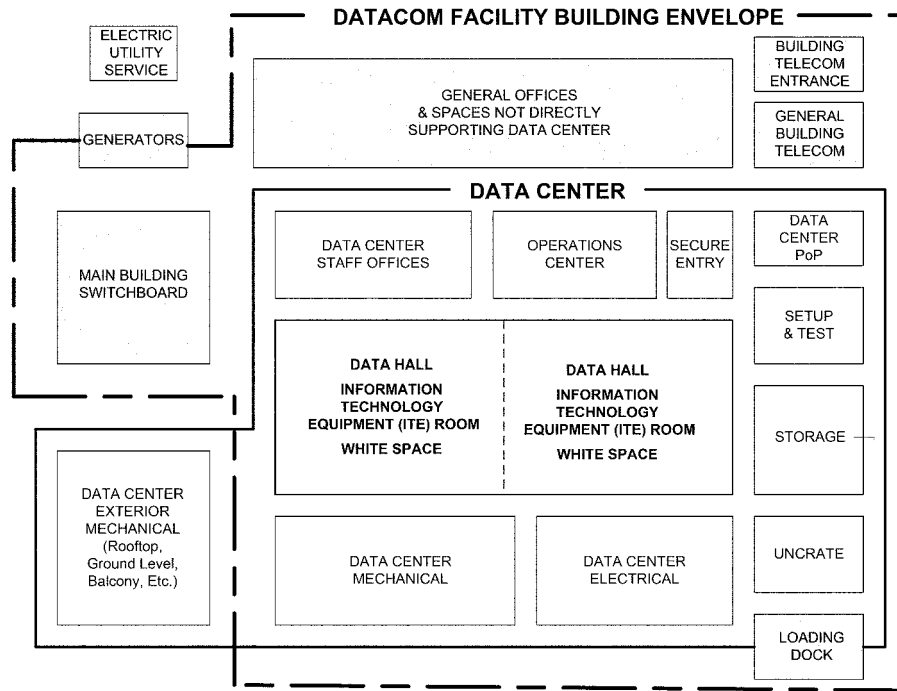 DATACOM FACILITY BUILDING ENVELOPE
ELECTRIC
UTILITY
SERVICE
GENERAL OFFICES
& SPACES NOT DIRECTLY
SUPPORTING DATA CENTER
BUILDING
TELECOM
ENTRANCE
GENERATORS
GENERAL
BUILDING
TELECOM
DATA CENTER
MAIN BUILDING
SWITCHBOARD
DATA CENTER
STAFF OFFICES
OPERATIONS
CENTER
SECURE
ENTRY
DATA
CENTER
PoP
SETUP
& TEST
DATA HALL
INFORMATION
TECHNOLOGY
EQUIPMENT (ITE) ROOM
WHITE SPACE
DATA HALL
INFORMATION
TECHNOLOGY
EQUIPMENT (ITE) ROOM
WHITE SPACE
STORAGE
DATA CENTER
EXTERIOR
MECHANICAL
(Rooftop,
Ground Level,
Balcony, Etc.)
DATA CENTER
MECHANICAL
DATA CENTER
ELECTRICAL
UNCRATE
LOADING
DOCK